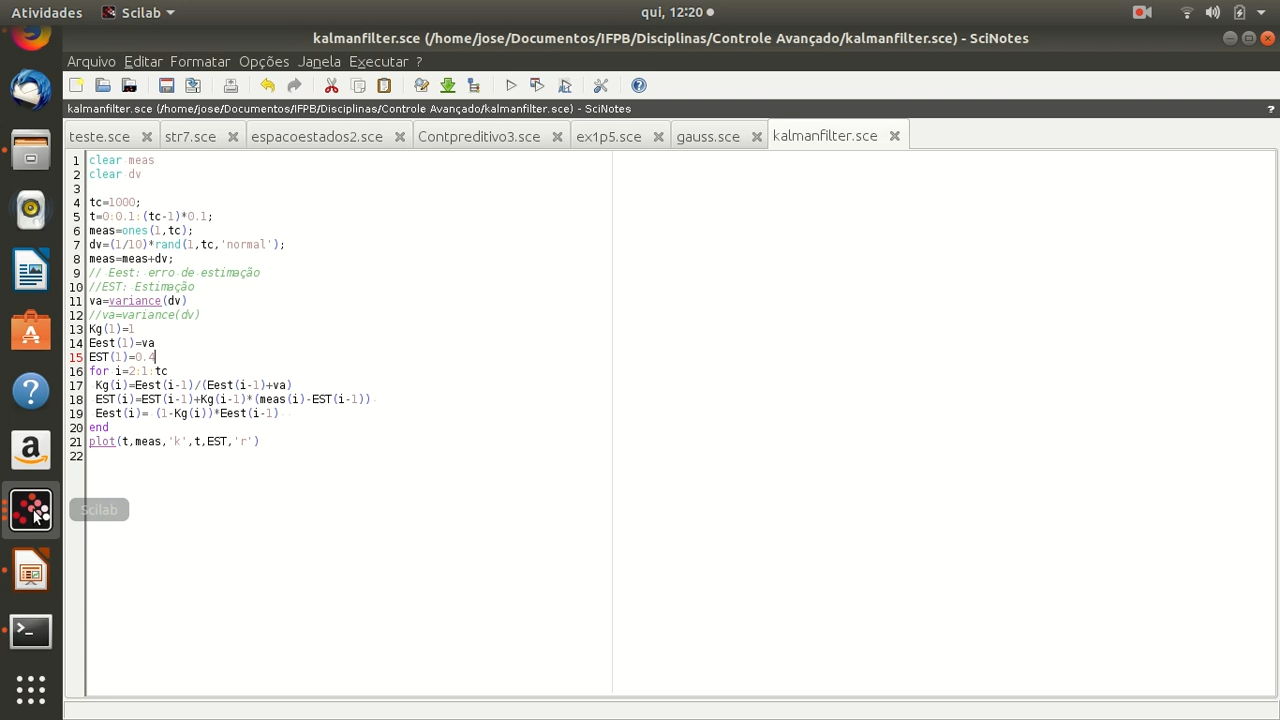 Atividades Scilab qui, 12:20
kalmanfilter.sce (/home/jose/Documentos/IFPB/Disciplinas/Controle Avançado/kalmanfilter.sce) - SciNotes
Arquivo Editar Formatar Opções Janela Executar ?
kalmanfilter.sce (/home/jose/Documentos/IFPB/Disciplinas/Controle Avançado/kalmanfilter.sce) - SciNotes ?
teste.sce str7.sce espacoestados2.sce Contpreditivo3.sce ex1p5.sce gauss.sce kalmanfilter.sce
1 clear meas
2 clear dv
3
4 tc=1000;
5 t=0:0.1:(tc-1)*0.1;
6 meas=ones(1,tc);
7 dv=(1/10)*rand(1,tc,'normal');
8 meas=meas+dv;
9 // Eest: erro de estimação
10 //EST: Estimação
11 va=variance(dv)
12 //va=variance(dv)
13 Kg(1)=1
14 Eest(1)=va
15 EST(1)=0.4
16 for i=2:1:tc
17 Kg(i)=Eest(i-1)/(Eest(i-1)+va)
18 EST(i)=EST(i-1)+Kg(i-1)*(meas(i)-EST(i-1))
19 Eest(i)= (1-Kg(i))*Eest(i-1)
20 end
21 plot(t,meas,'k',t,EST,'r')
22
Scilab